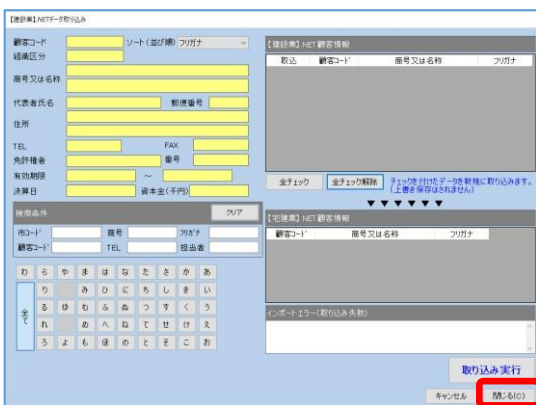 【建設業】.NETデータ取り込み
顧客コード
ソート(並び順) フリガナ
組織区分
商号又は名称
代表者氏名
郵便番号
住所
TEL
FAX
免許権者
番号
有効期限
～
決算日
資本金(千円)
検索条件
クリア
市コード
商号
フリガナ
顧客コード
TEL
担当者
全て
わ ら や ま は な た さ か あ
り み ひ に ち し き い
る ゆ む ふ ぬ つ す く う
れ め へ ね て せ け え
ろ よ も ほ の と そ こ お
【建設業】.NET 顧客情報
取込 顧客コード 商号又は名称 フリガナ
全チェック
全チェック解除
チェックを付けたデータを新規に取り込みます。
(上書き保存はされません)
▼ ▼ ▼ ▼ ▼ ▼
【宅建業】.NET 顧客情報
顧客コード 商号又は名称 フリガナ
インポートエラー(取り込み失敗)
取り込み実行
キャンセル
閉じる(C)